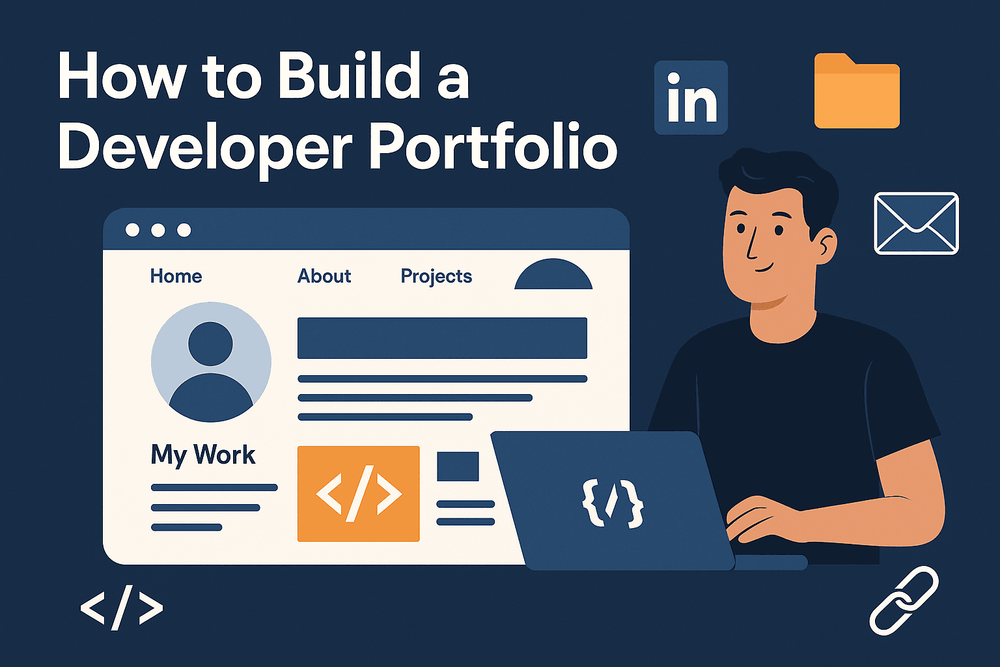 How to Build a
Developer Portfolio
in
Home About Projects
My Work
</>
{/}
</>